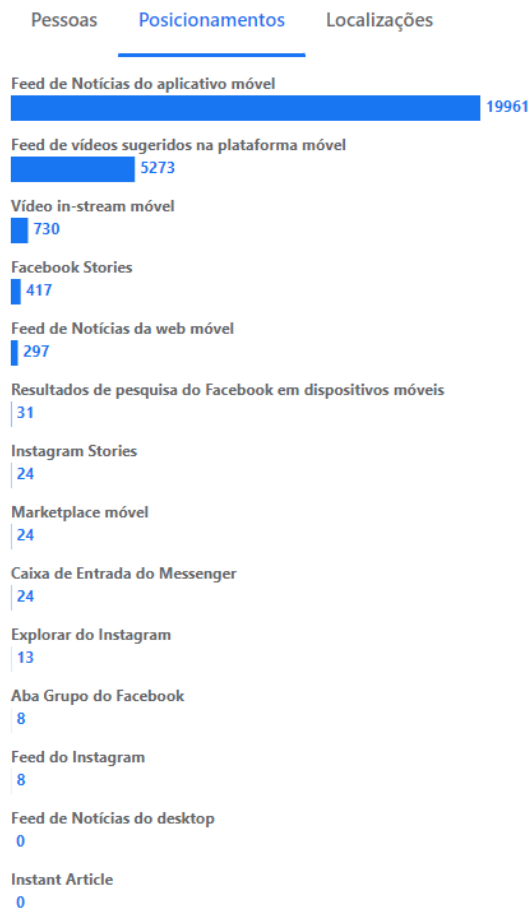 Pessoas Posicionamentos Localizações
Feed de Notícias do aplicativo móvel
19961
Feed de vídeos sugeridos na plataforma móvel
5273
Vídeo in-stream móvel
730
Facebook Stories
417
Feed de Notícias da web móvel
297
Resultados de pesquisa do Facebook em dispositivos móveis
31
Instagram Stories
24
Marketplace móvel
24
Caixa de Entrada do Messenger
24
Explorar do Instagram
13
Aba Grupo do Facebook
8
Feed do Instagram
8
Feed de Notícias do desktop
0
Instant Article
0